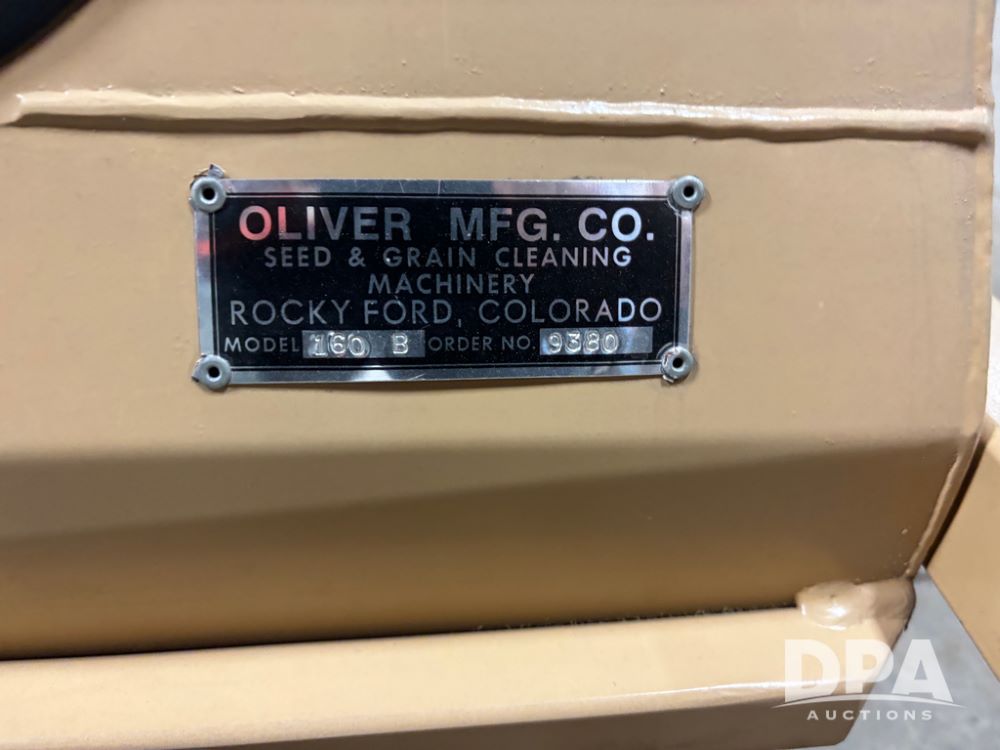 OLIVER MFG. CO.
SEED & GRAIN CLEANING
MACHINERY
ROCKY FORD, COLORADO
MODEL 160 B ORDER NO. 9380
DPA
AUCTIONS